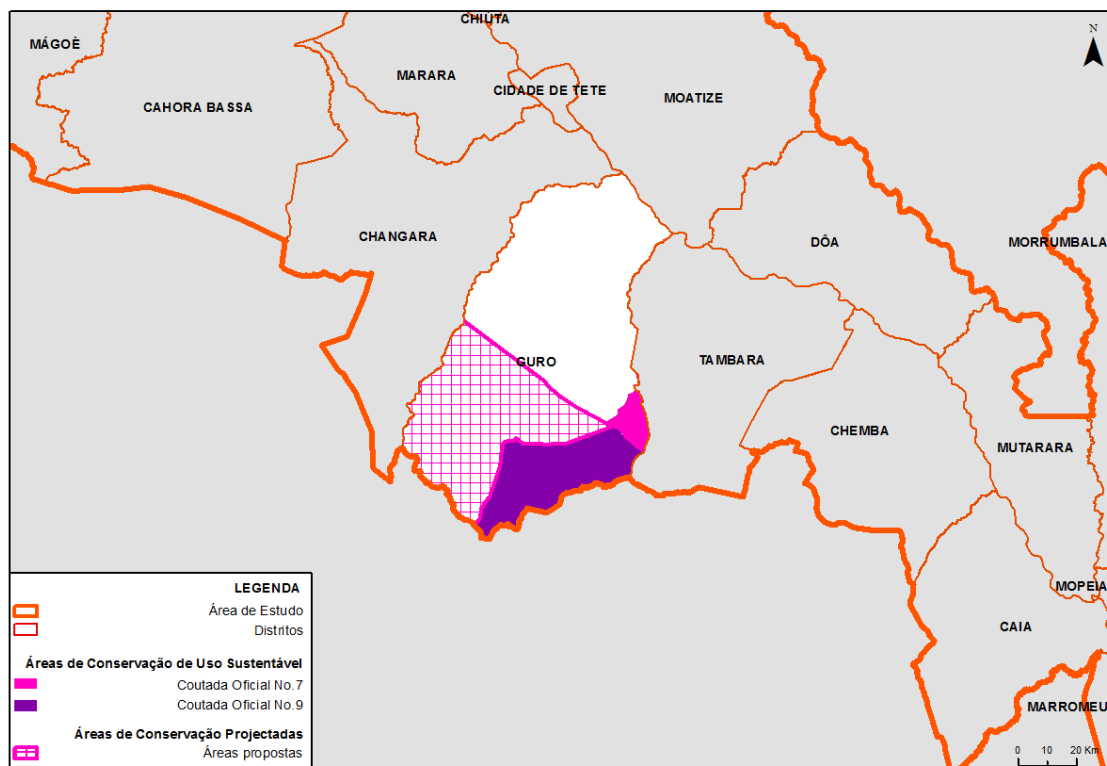 CHIÚTA
N
MÁGOÈ
MARARA
CIDADE DE TETE
MOATIZE
CAHORA BASSA
CHANGARA
DÔA
MORRUMBALA
GURO
TAMBARA
CHEMBA
MUTARARA
MOPEIA
CAIA
MARROMEU
0 10 20 Km
LEGENDA
Área de Estudo
Distritos
Áreas de Conservação de Uso Sustentável
Coutada Oficial No.7
Coutada Oficial No.9
Áreas de Conservação Projectadas
Áreas propostas